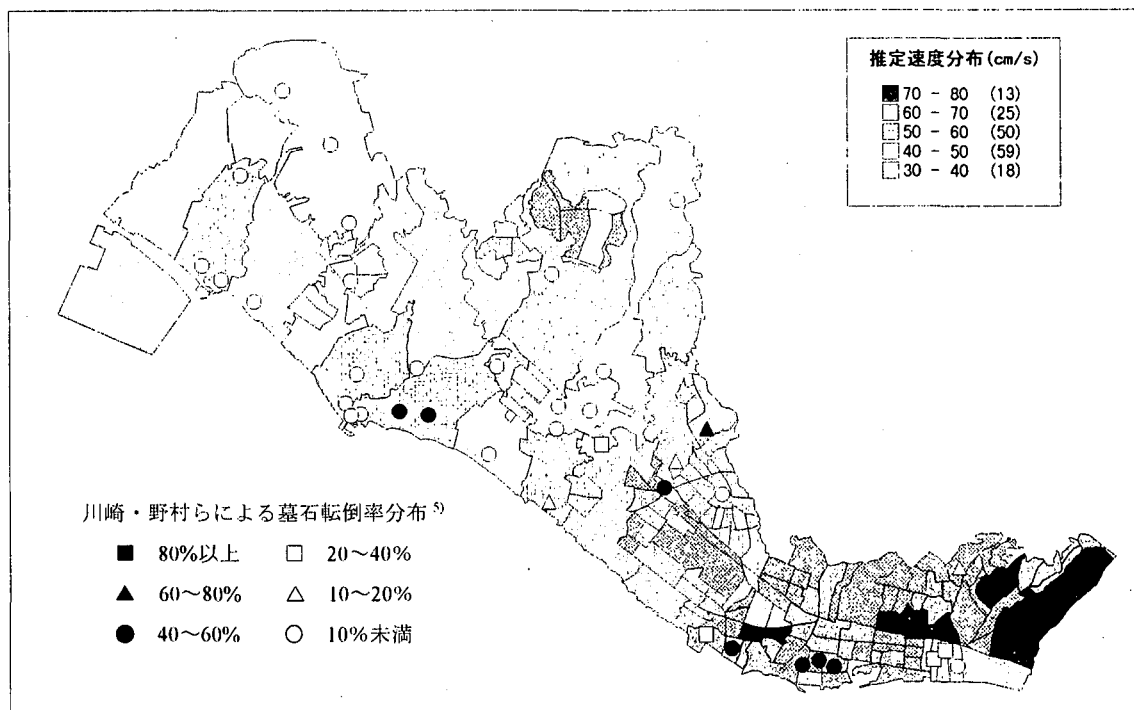 推定速度分布(cm/s)
70 - 80 (13)
60 - 70 (25)
50 - 60 (50)
40 - 50 (59)
30 - 40 (18)
川崎・野村らによる墓石転倒率分布 5)
■ 80%以上 □ 20～40%
▲ 60～80% △ 10～20%
● 40～60% ○ 10%未満